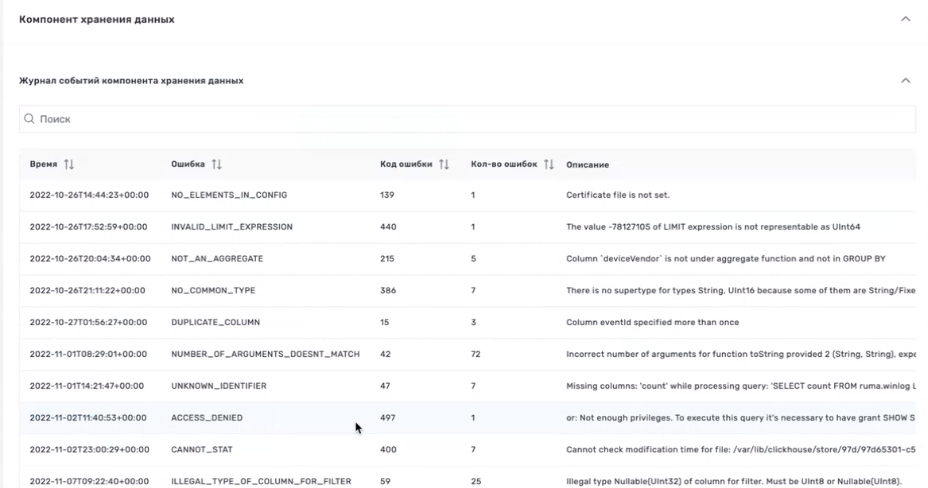 Компонент хранения данных
Журнал событий компонента хранения данных
Поиск
Время Ошибка Код ошибки Кол-во ошибок Описание
2022-10-26T14:44:23+00:00 NO_ELEMENTS_IN_CONFIG 139 1 Certificate file is not set.
2022-10-26T17:52:59+00:00 INVALID_LIMIT_EXPRESSION 440 1 The value -78127105 of LIMIT expression is not representable as UInt64
2022-10-26T20:04:34+00:00 NOT_AN_AGGREGATE 215 5 Column `deviceVendor` is not under aggregate function and not in GROUP BY
2022-10-26T21:11:22+00:00 NO_COMMON_TYPE 386 7 There is no supertype for types String, UInt16 because some of them are String/Fixe
2022-10-27T01:56:27+00:00 DUPLICATE_COLUMN 15 3 Column eventId specified more than once
2022-11-01T08:29:01+00:00 NUMBER_OF_ARGUMENTS_DOESNT_MATCH 42 72 Incorrect number of arguments for function toString provided 2 (String, String), expe
2022-11-01T14:21:47+00:00 UNKNOWN_IDENTIFIER 47 7 Missing columns: 'count' while processing query: 'SELECT count FROM ruma.winlog L
2022-11-02T11:40:53+00:00 ACCESS_DENIED 497 1 or: Not enough privileges. To execute this query it's necessary to have grant SHOW S
2022-11-02T23:00:29+00:00 CANNOT_STAT 400 7 Cannot check modification time for file: /var/lib/clickhouse/store/97d/97d65301-c5
2022-11-07T09:22:40+00:00 ILLEGAL_TYPE_OF_COLUMN_FOR_FILTER 59 25 Illegal type Nullable(UInt32) of column for filter. Must be UInt8 or Nullable(UInt8).